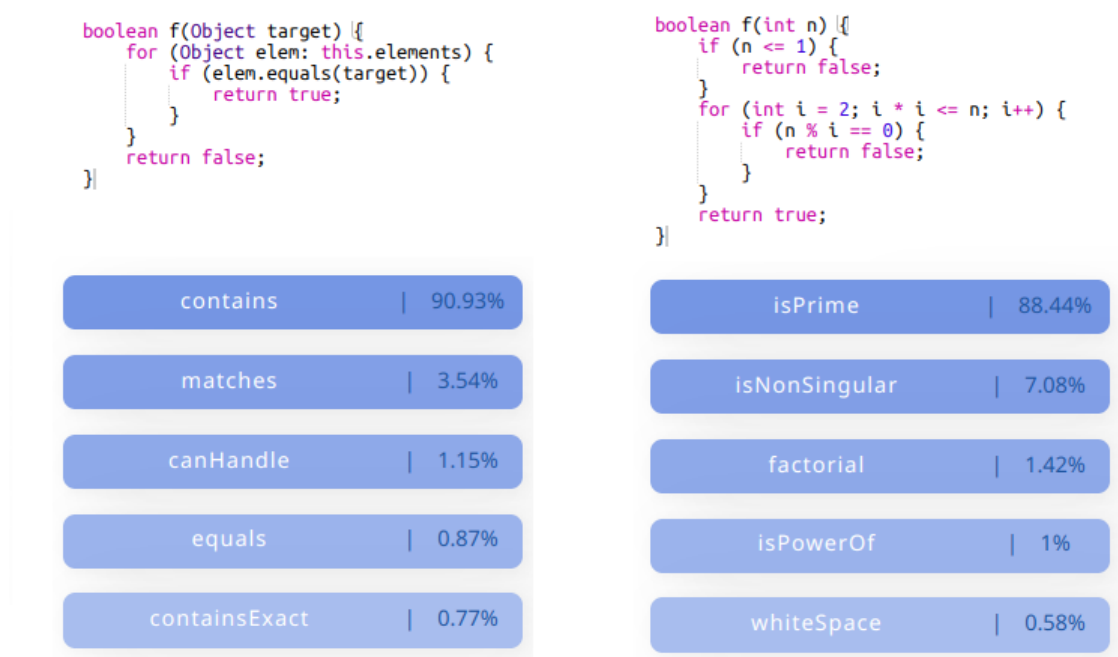 boolean f(Object target) {
    for (Object elem: this.elements) {
        if (elem.equals(target)) {
            return true;
        }
    }
    return false;
}
contains | 90.93%
matches | 3.54%
canHandle | 1.15%
equals | 0.87%
containsExact | 0.77%
boolean f(int n) {
    if (n <= 1) {
        return false;
    }
    for (int i = 2; i * i <= n; i++) {
        if (n % i == 0) {
            return false;
        }
    }
    return true;
}
isPrime | 88.44%
isNonSingular | 7.08%
factorial | 1.42%
isPowerOf | 1%
whiteSpace | 0.58%